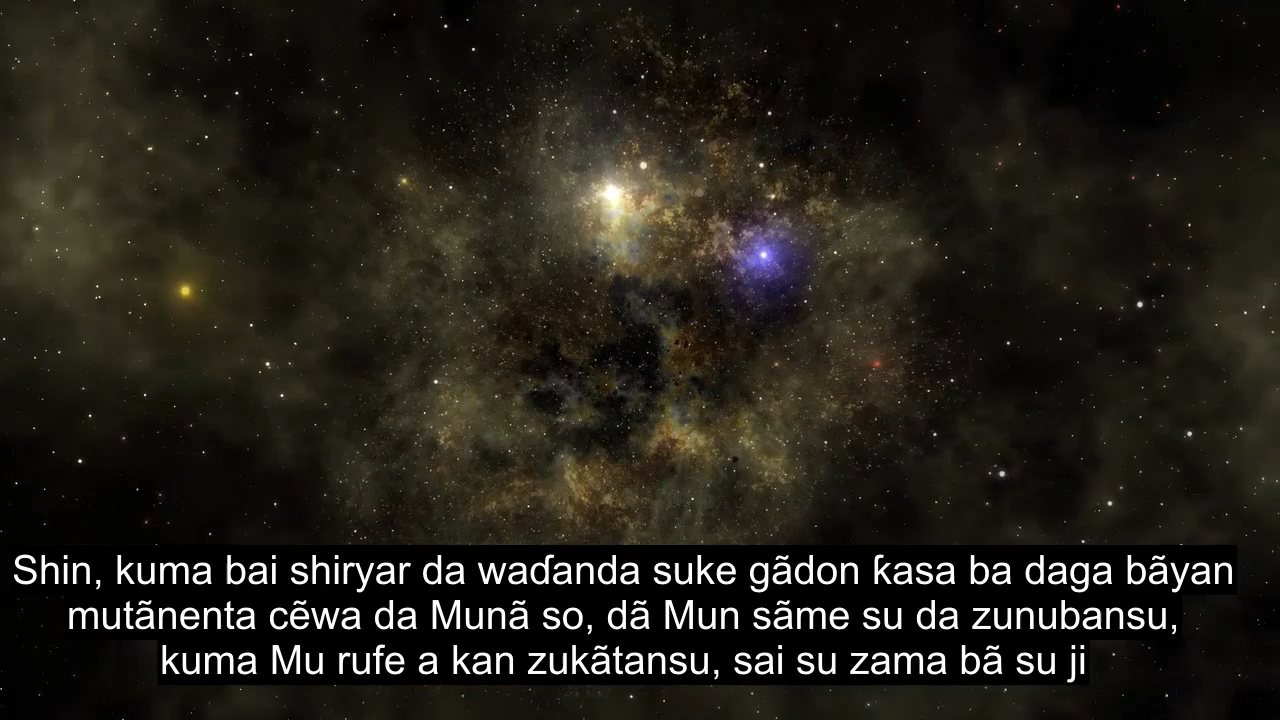 Shin, kuma bai shiryar da waɗanda suke gãdon ƙasa ba daga bãyan
mutãnenta cẽwa da Munã so, dã Mun sãme su da zunubansu,
kuma Mu rufe a kan zukãtansu, sai su zama bã su ji